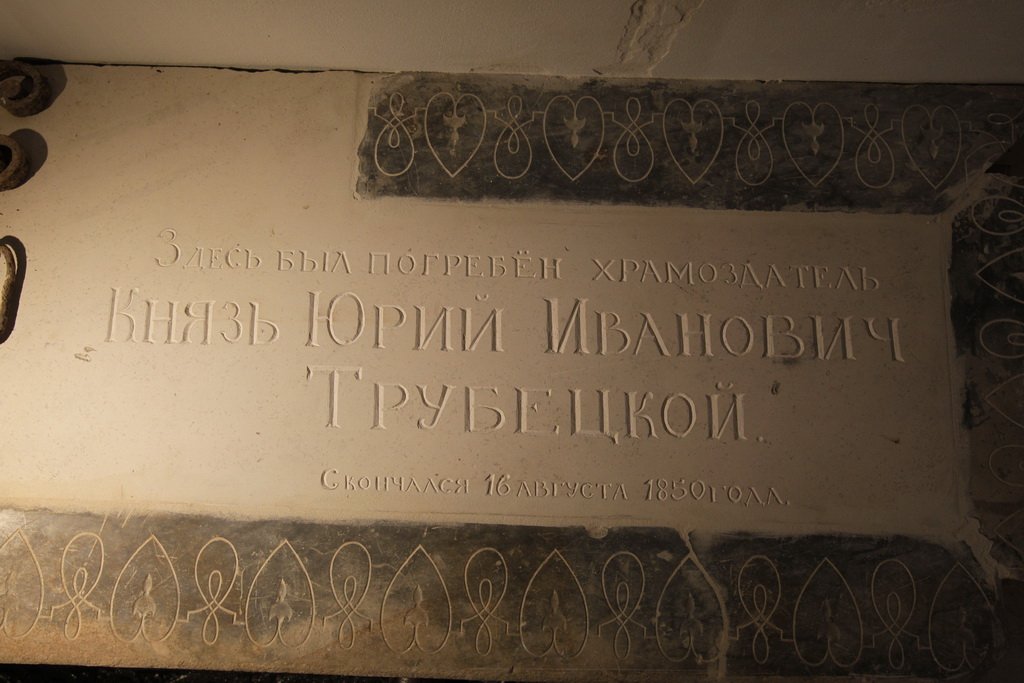 Здесь был погребён храмоздатель
Князь Юрий Иванович
Трубецкой.
Скончался 16 августа 1850 года.